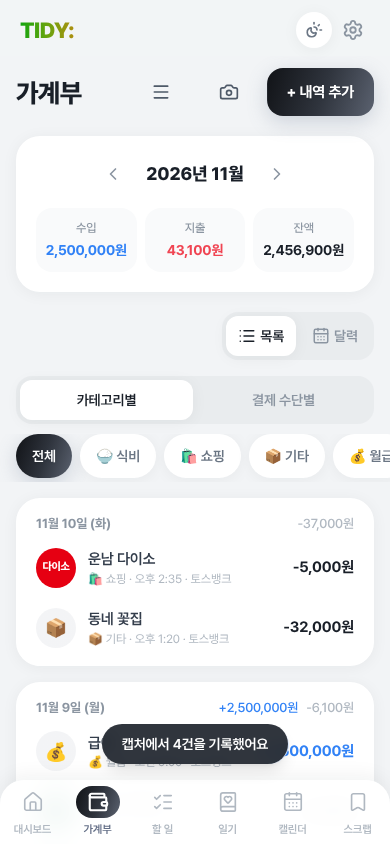 TIDY:
가계부
+ 내역 추가
2026년 11월
수입 지출 잔액
2,500,000원 43,100원 2,456,900원
목록 달력
카테고리별 결제 수단별
전체 🍚 식비 🛍️ 쇼핑 📦 기타 💰 월급
11월 10일 (화) -37,000원
다이소
운남 다이소 -5,000원
🛍️ 쇼핑 · 오후 2:35 · 토스뱅크
동네 꽃집 -32,000원
📦 기타 · 오후 1:20 · 토스뱅크
11월 9일 (월) +2,500,000원 -6,100원
캡처에서 4건을 기록했어요
대시보드 가계부 할 일 일기 캘린더 스크랩